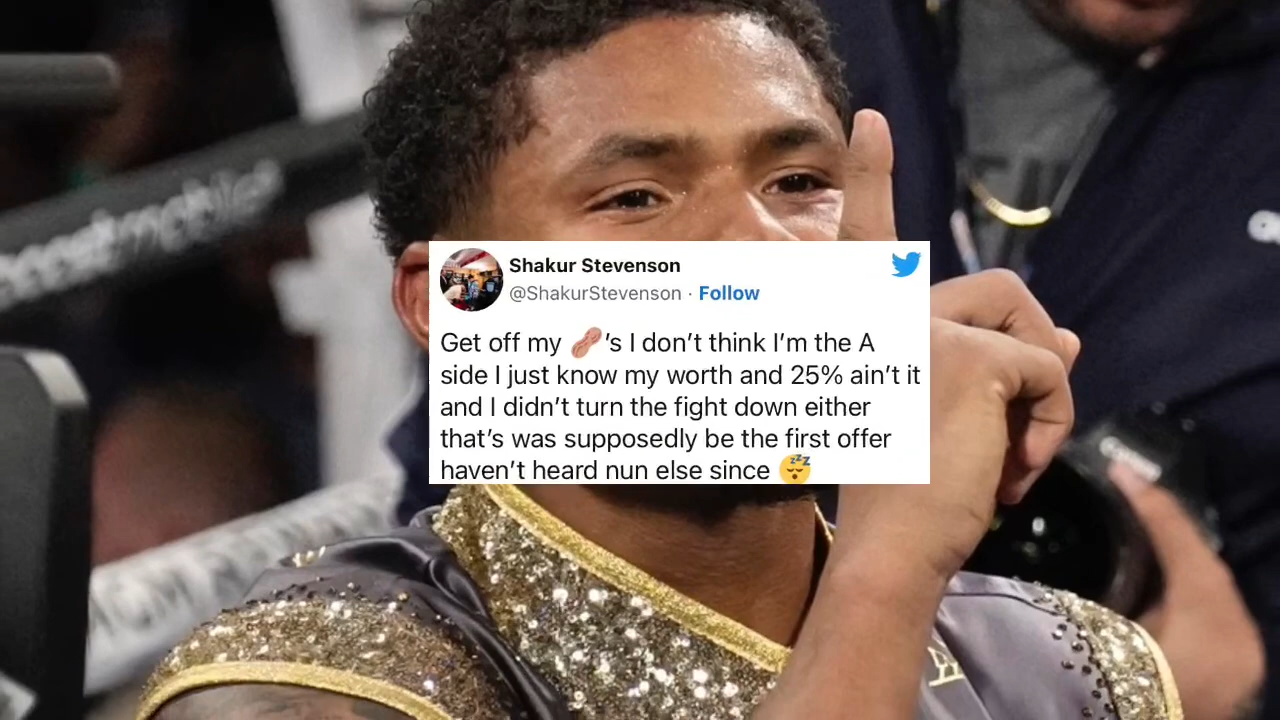 boost mobile
Shakur Stevenson
@ShakurStevenson · Follow
Get off my 🥜's I don't think I'm the A
side I just know my worth and 25% ain't it
and I didn't turn the fight down either
that's was supposedly be the first offer
haven't heard nun else since 😴